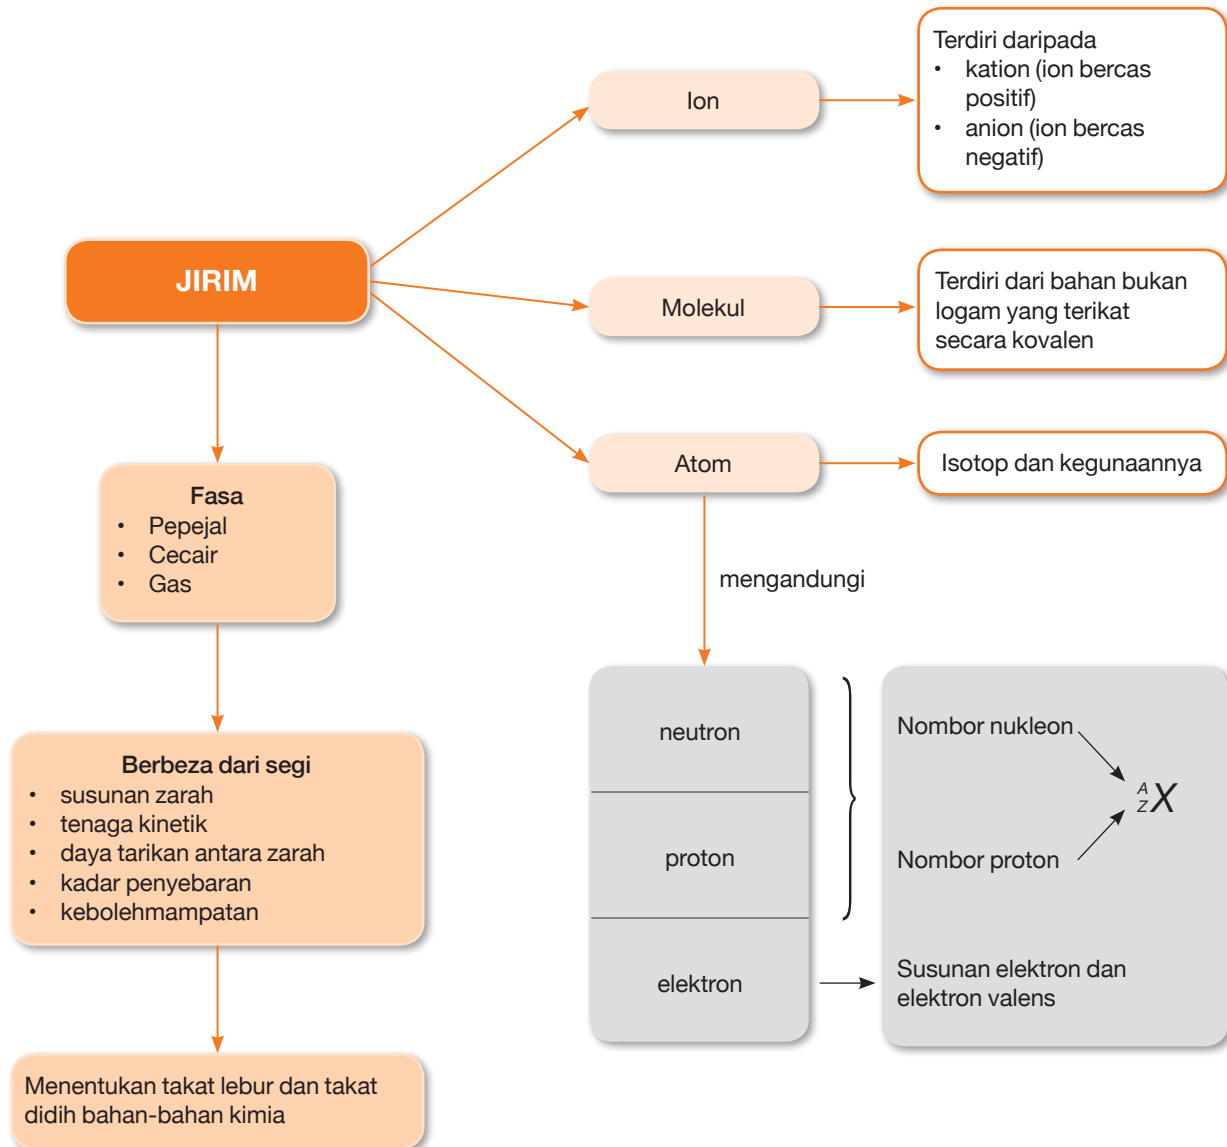 JIRIM
Ion
Terdiri daripada
• kation (ion bercas
positif)
• anion (ion bercas
negatif)
Molekul
Terdiri dari bahan bukan
logam yang terikat
secara kovalen
Atom
Isotop dan kegunaannya
mengandungi
neutron
proton
elektron
Nombor nukleon
A
Z X
Nombor proton
Susunan elektron dan
elektron valens
Fasa
• Pepejal
• Cecair
• Gas
Berbeza dari segi
• susunan zarah
• tenaga kinetik
• daya tarikan antara zarah
• kadar penyebaran
• kebolehmampatan
Menentukan takat lebur dan takat
didih bahan-bahan kimia